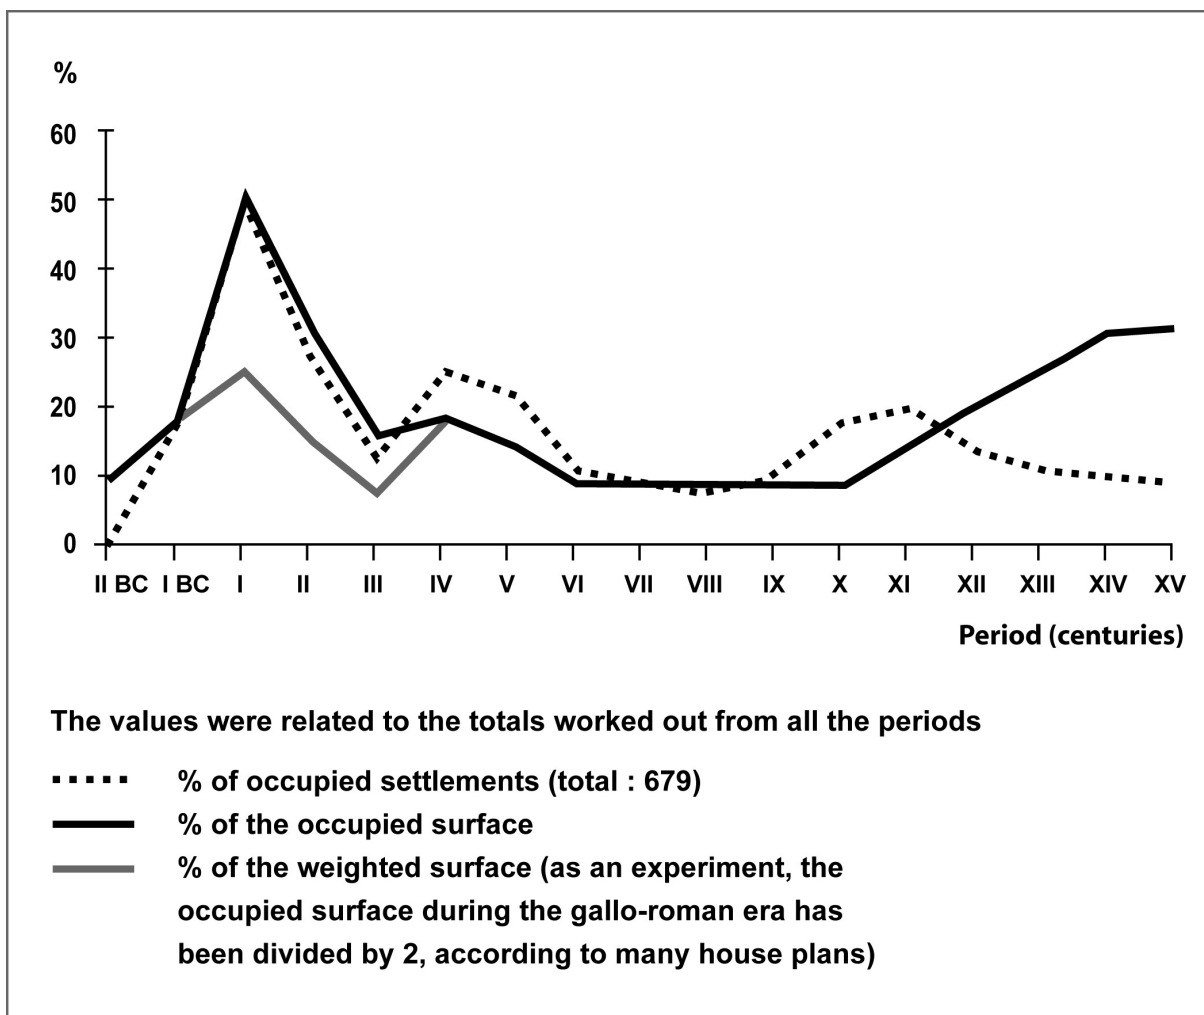 %
60
50
40
30
20
10
0
II BC I BC I II III IV V VI VII VIII IX X XI XII XIII XIV XV
Period (centuries)
The values were related to the totals worked out from all the periods
% of occupied settlements (total : 679)
% of the occupied surface
% of the weighted surface (as an experiment, the
occupied surface during the gallo-roman era has
been divided by 2, according to many house plans)